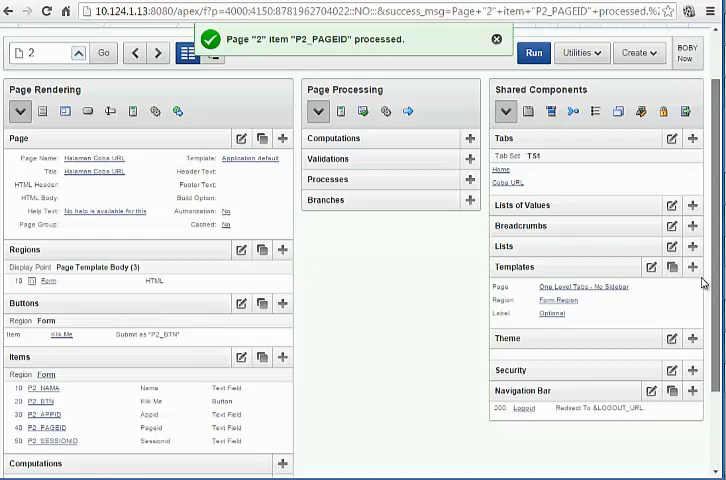 10.124.1.13:8080/apex/f?p=4000:4150:8781962704022::NO:::&success_msg=Page+"2"+item+"P2_PAGEID"+processed.%2
Page "2" item "P2_PAGEID" processed.
2
Go
Run
Utilities
Create
BOBY
Now
Page Rendering
Page
Page Name: Halaman Coba URL
Title: Halaman Coba URL
HTML Header:
HTML Body:
Help Text: No help is available for this
Page Group:
Template: Application default
Header Text:
Footer Text:
Build Option:
Authorization: No
Cached: No
Regions
Display Point Page Template Body (3)
10 Form HTML
Buttons
Region Form
Item Klik Me Submit as "P2_BTN"
Items
Region Form
10 P2_NAMA Nama Text Field
20 P2_BTN Klik Me Button
30 P2_APPID Appid Text Field
40 P2_PAGEID Pageid Text Field
50 P2_SESSIONID Sessionid Text Field
Computations
Page Processing
Computations
Validations
Processes
Branches
Shared Components
Tabs
Tab Set TS1
Home
Coba URL
Lists of Values
Breadcrumbs
Lists
Templates
Page One Level Tabs - No Sidebar
Region Form Region
Label Optional
Theme
Security
Navigation Bar
200. Logout Redirect To &LOGOUT_URL.